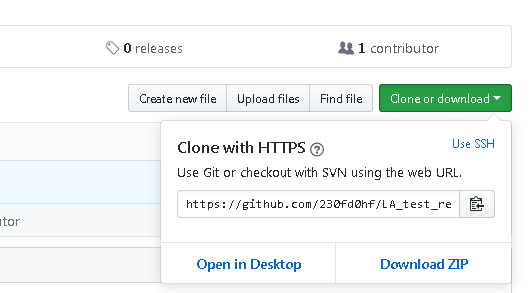 0 releases
1 contributor
Create new file
Upload files
Find file
Clone or download
Clone with HTTPS
Use SSH
Use Git or checkout with SVN using the web URL.
https://github.com/230fd0hf/LA_test_re
utor
Open in Desktop
Download ZIP